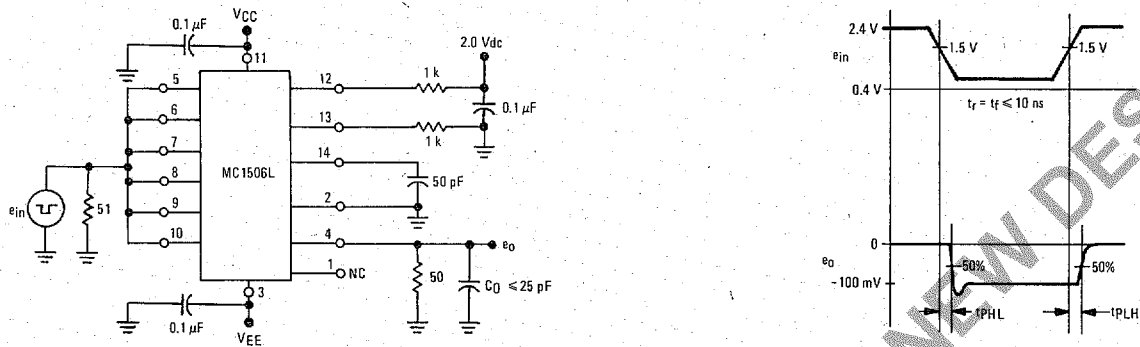 VCC
0.1 µF
11
5
6
7
8
9
10
MC1506L
12
13
14
2
4
1
3
1 k
1 k
2.0 Vdc
0.1 µF
50 pF
eo
NC
50
CO ≤ 25 pF
ein
51
0.1 µF
VEE
2.4 V
1.5 V
1.5 V
ein
0.4 V
tr = tf ≤ 10 ns
0
eo
50%
50%
-100 mV
tPHL
tPLH
NEW DES